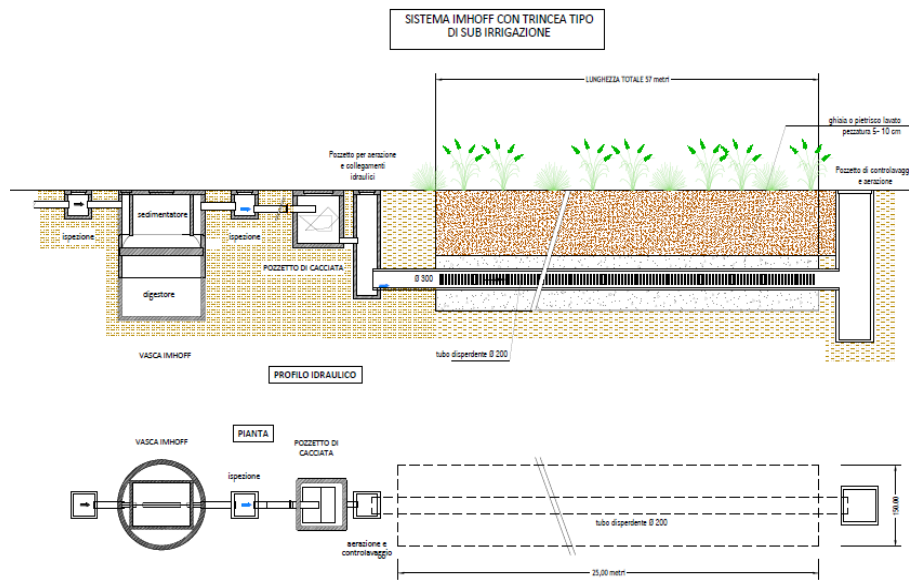 SISTEMA IMHOFF CON TRINCEA TIPO
DI SUB IRRIGAZIONE
LUNGHEZZA TOTALE 57 metri
ghiaia o pietrisco lavato
pezzatura 5- 10 cm
Pozzetto per aerazione
e collegamenti
idraulici
Pozzetto di controlavagg
e aerazione
sedimentatore
ispezione
ispezione
POZZETTO DI CACCIATA
Ø 300
digestore
tubo disperdente Ø 200
VASCA IMHOFF
PROFILO IDRAULICO
PIANTA
VASCA IMHOFF
POZZETTO DI
CACCIATA
ispezione
tubo disperdente Ø 200
150.00
aerazione e
controlavaggio
25,00 metri